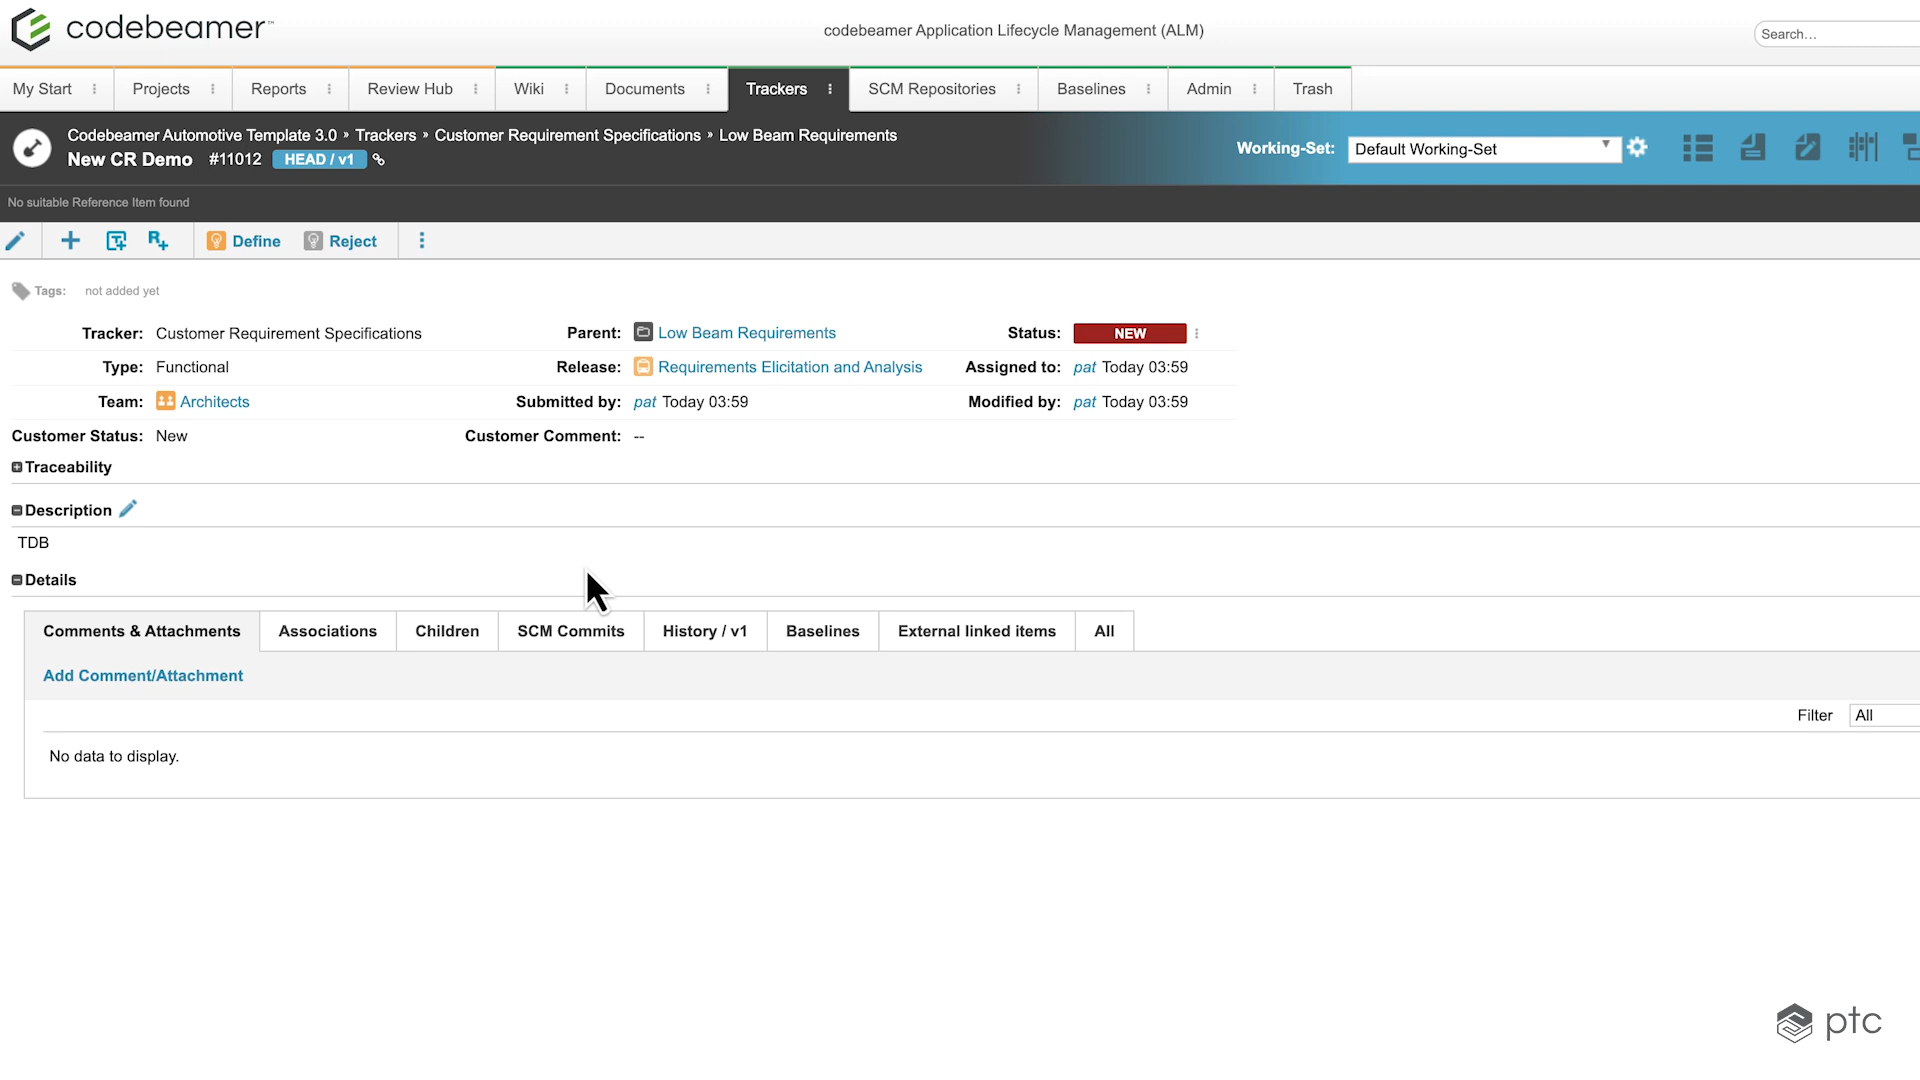 codebeamer™
codebeamer Application Lifecycle Management (ALM)
Search...
My Start Projects Reports Review Hub Wiki Documents Trackers SCM Repositories Baselines Admin Trash
Codebeamer Automotive Template 3.0 » Trackers » Customer Requirement Specifications » Low Beam Requirements
New CR Demo #11012 HEAD / v1
Working-Set: Default Working-Set
No suitable Reference Item found
Define Reject
Tags: not added yet
Tracker: Customer Requirement Specifications Parent: Low Beam Requirements Status: NEW
Type: Functional Release: Requirements Elicitation and Analysis Assigned to: pat Today 03:59
Team: Architects Submitted by: pat Today 03:59 Modified by: pat Today 03:59
Customer Status: New Customer Comment: --
Traceability
Description
TDB
Details
Comments & Attachments Associations Children SCM Commits History / v1 Baselines External linked items All
Add Comment/Attachment
Filter All
No data to display.
ptc